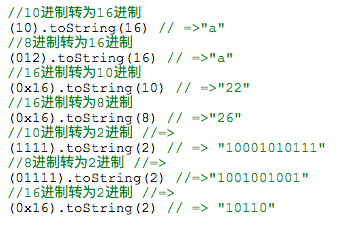 //10进制转为16进制
(10).toString(16) // =>"a"
//8进制转为16进制
(012).toString(16) // =>"a"
//16进制转为10进制
(0x16).toString(10) // =>"22"
//16进制转为8进制
(0x16).toString(8) // =>"26"
//10进制转为2进制 //=>
(1111).toString(2) // => "10001010111"
//8进制转为2进制 //=>
(01111).toString(2) //=>"1001001001"
//16进制转为2进制 //=>
(0x16).toString(2) // => "10110"